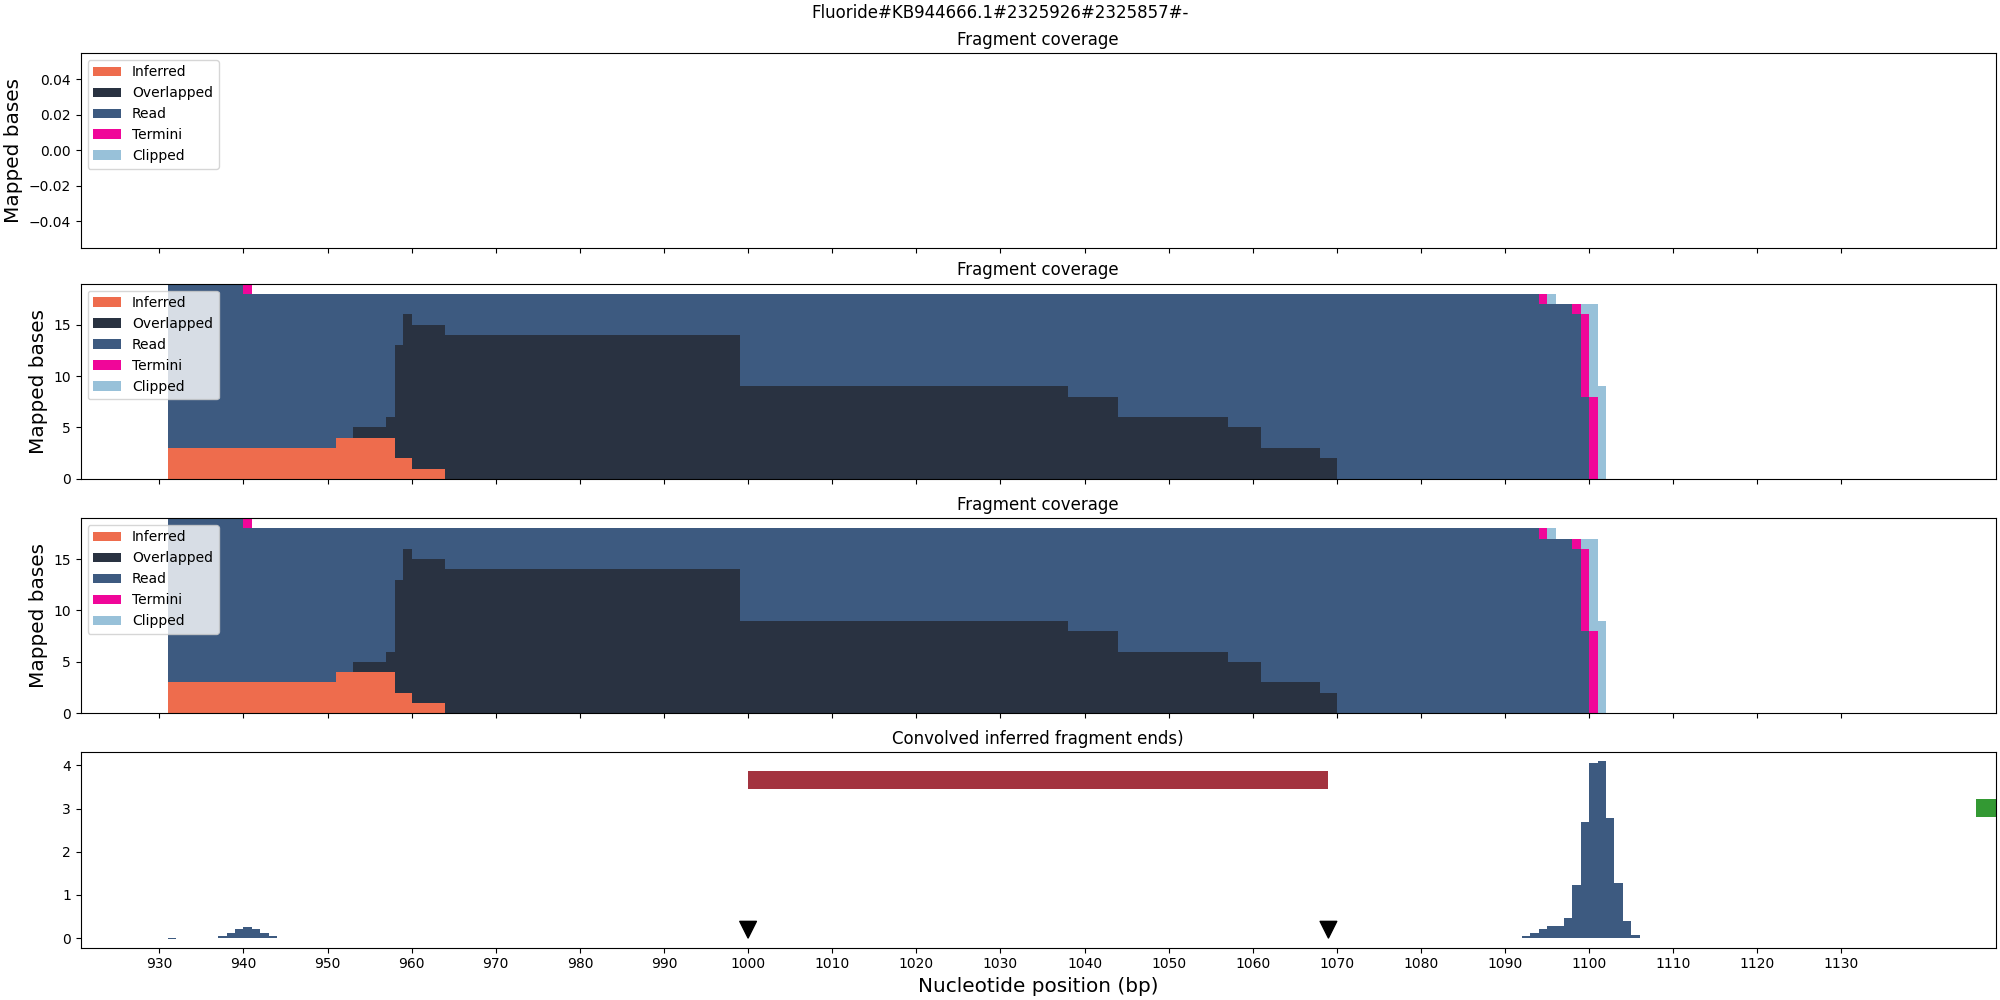 Fluoride#KB944666.1#2325926#2325857#-
Fragment coverage
Mapped bases
0.04
0.02
0.00
−0.02
−0.04
Inferred
Overlapped
Read
Termini
Clipped
Fragment coverage
Mapped bases
15
10
5
0
Inferred
Overlapped
Read
Termini
Clipped
Fragment coverage
Mapped bases
15
10
5
0
Inferred
Overlapped
Read
Termini
Clipped
Convolved inferred fragment ends)
4
3
2
1
0
930 940 950 960 970 980 990 1000 1010 1020 1030 1040 1050 1060 1070 1080 1090 1100 1110 1120 1130
Nucleotide position (bp)